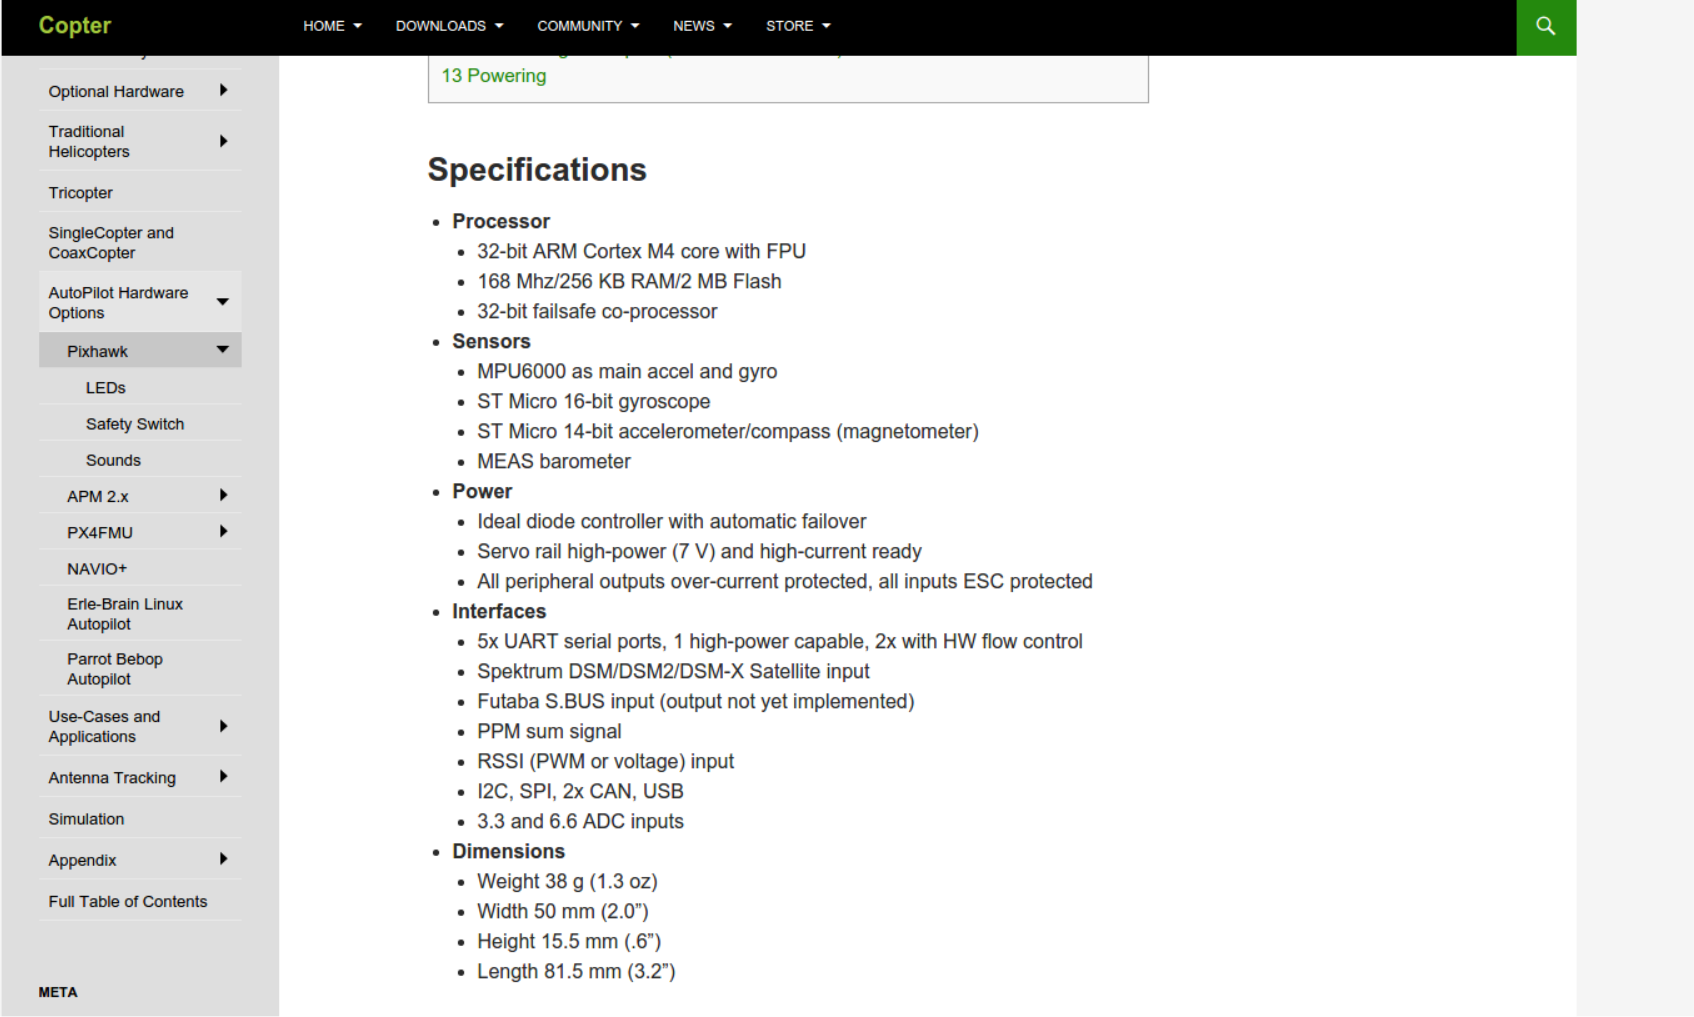 Copter
HOME
DOWNLOADS
COMMUNITY
NEWS
STORE
Optional Hardware
Traditional
Helicopters
Tricopter
SingleCopter and
CoaxCopter
AutoPilot Hardware
Options
Pixhawk
LEDs
Safety Switch
Sounds
APM 2.x
PX4FMU
NAVIO+
Erle-Brain Linux
Autopilot
Parrot Bebop
Autopilot
Use-Cases and
Applications
Antenna Tracking
Simulation
Appendix
Full Table of Contents
META
13 Powering
Specifications
• Processor
• 32-bit ARM Cortex M4 core with FPU
• 168 Mhz/256 KB RAM/2 MB Flash
• 32-bit failsafe co-processor
• Sensors
• MPU6000 as main accel and gyro
• ST Micro 16-bit gyroscope
• ST Micro 14-bit accelerometer/compass (magnetometer)
• MEAS barometer
• Power
• Ideal diode controller with automatic failover
• Servo rail high-power (7 V) and high-current ready
• All peripheral outputs over-current protected, all inputs ESC protected
• Interfaces
• 5x UART serial ports, 1 high-power capable, 2x with HW flow control
• Spektrum DSM/DSM2/DSM-X Satellite input
• Futaba S.BUS input (output not yet implemented)
• PPM sum signal
• RSSI (PWM or voltage) input
• I2C, SPI, 2x CAN, USB
• 3.3 and 6.6 ADC inputs
• Dimensions
• Weight 38 g (1.3 oz)
• Width 50 mm (2.0”)
• Height 15.5 mm (.6”)
• Length 81.5 mm (3.2”)